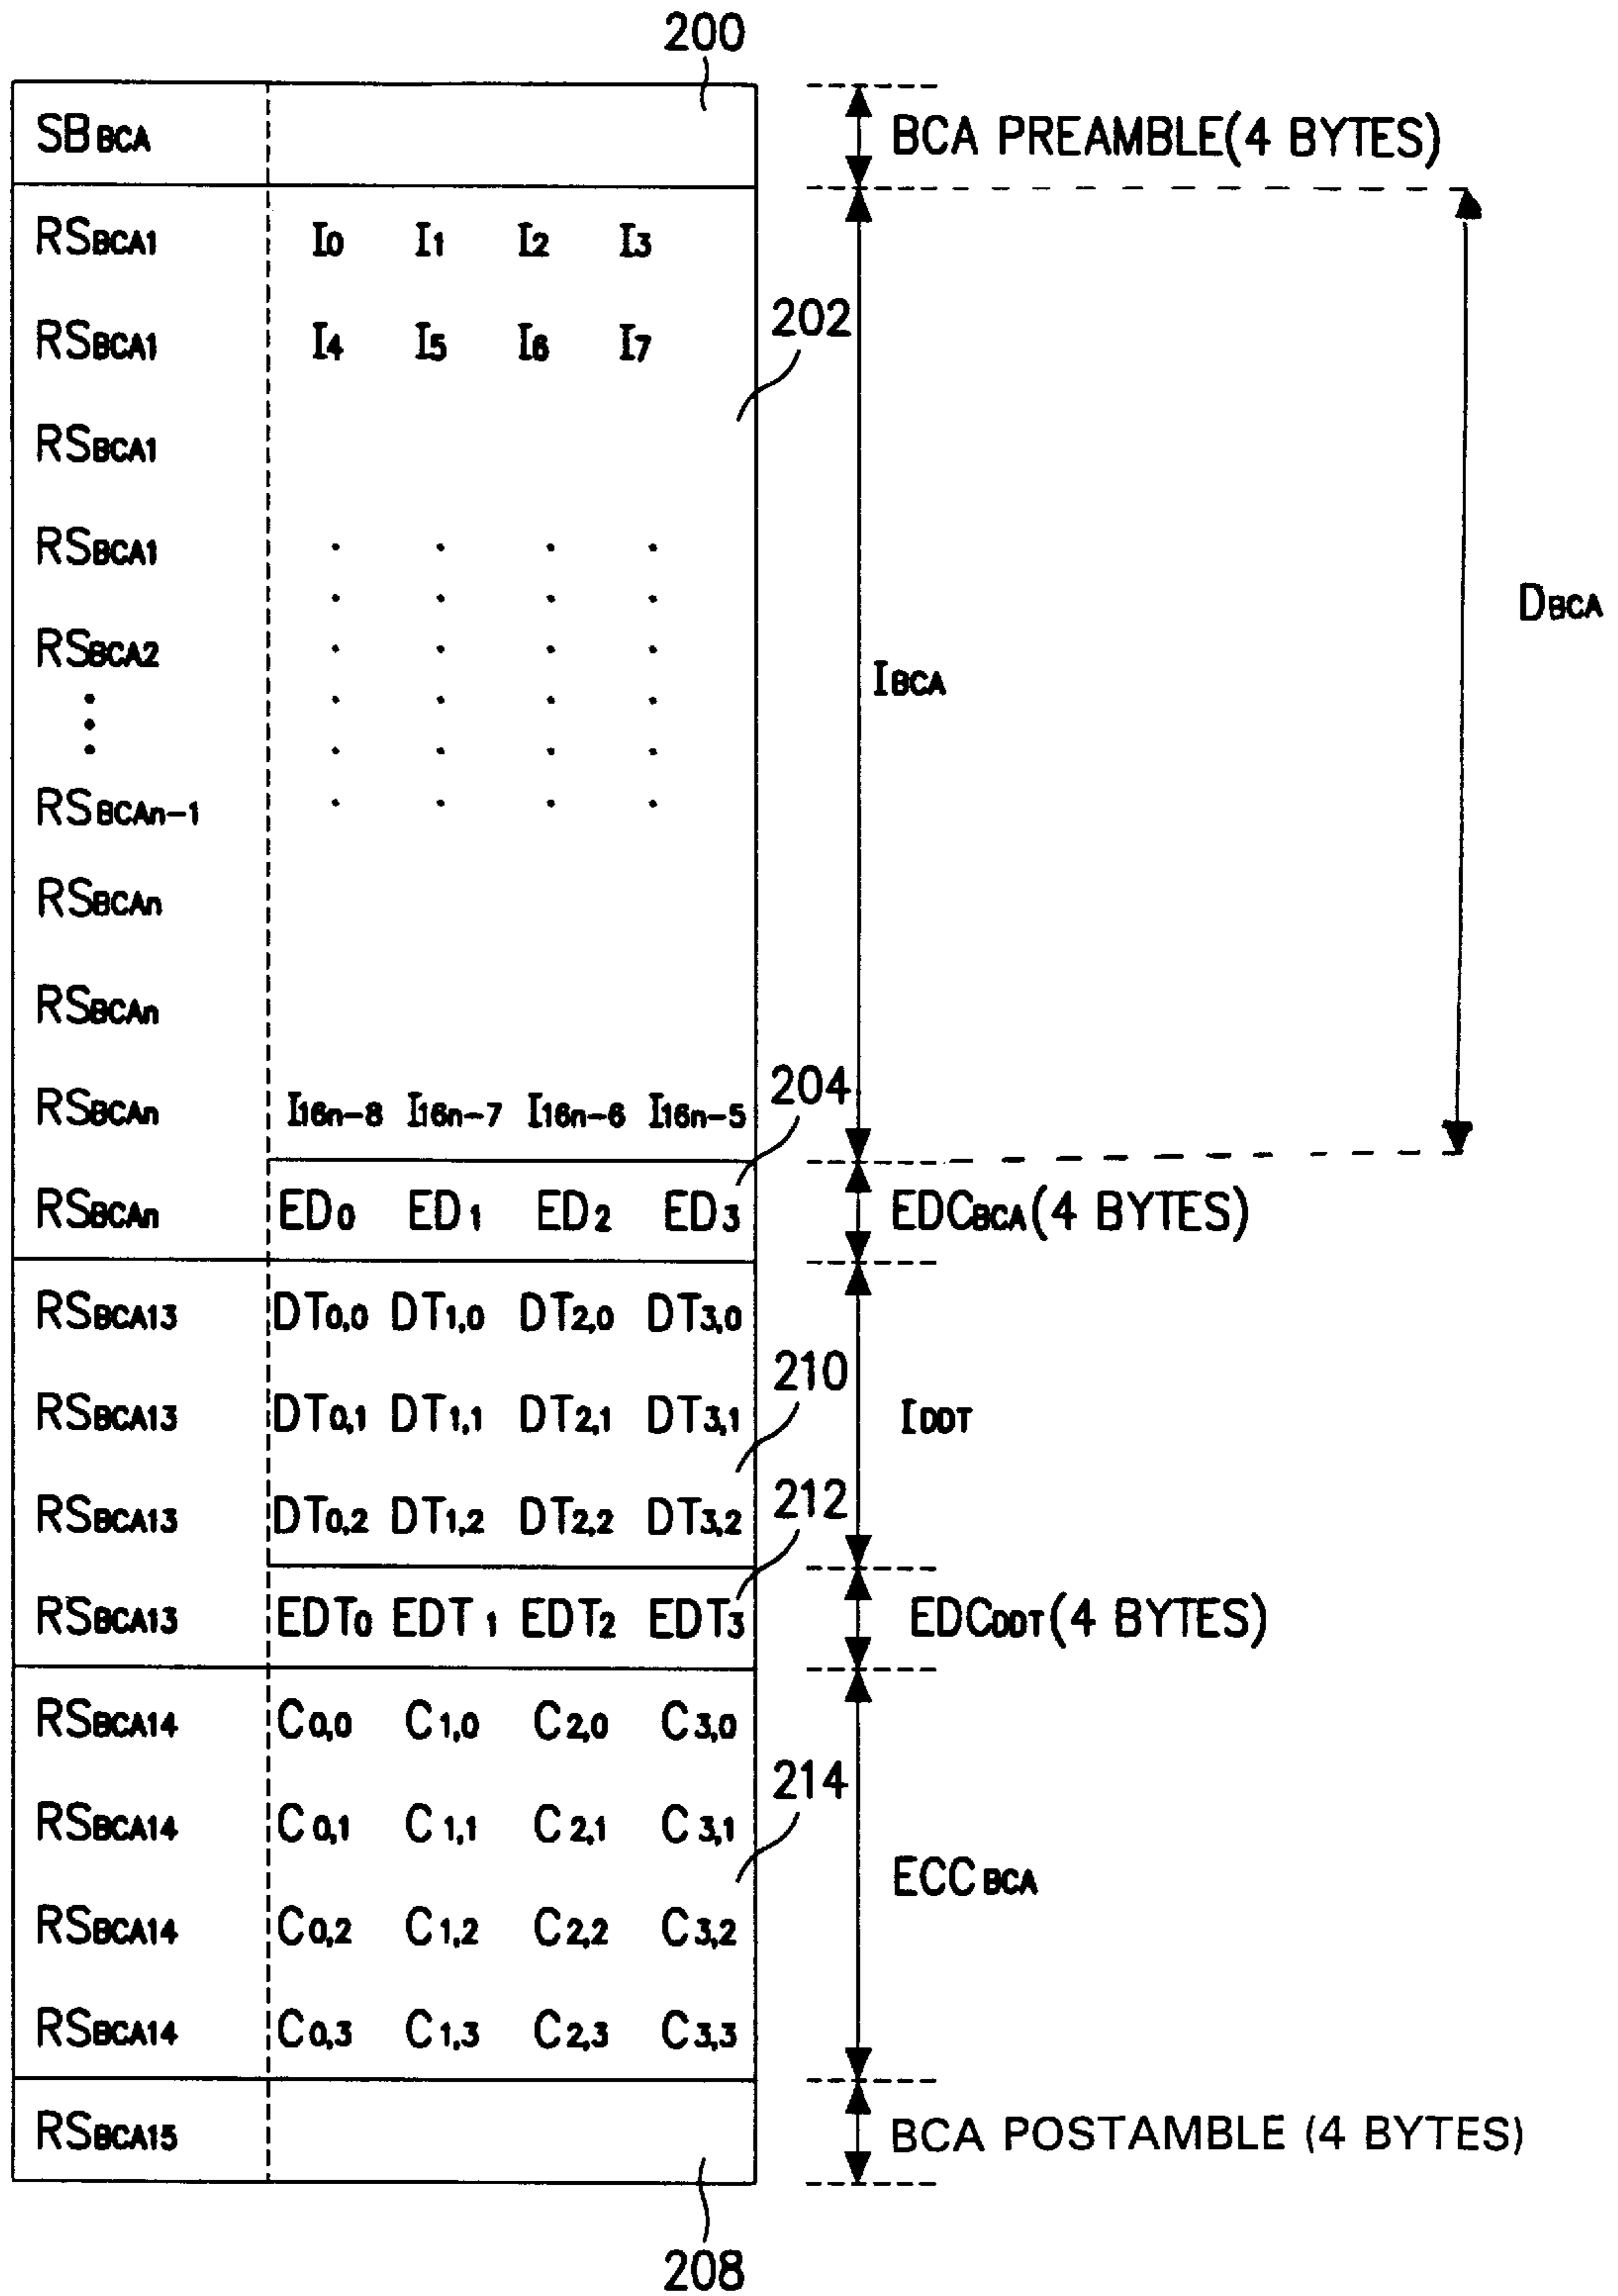 200
SBBCA BCA PREAMBLE(4 BYTES)
RSBCA1 I0 I1 I2 I3
202
RSBCA1 I4 I5 I6 I7
RSBCA1
RSBCA1 . . . .
. . . .
DBCA
RSBCA2 . . . .
IBCA
⋮ . . . .
. . . .
RSBCAn-1 . . . .
RSBCAn
RSBCAn
204
RSBCAn I16n-8 I16n-7 I16n-6 I16n-5
RSBCAn ED0 ED1 ED2 ED3 EDCBCA(4 BYTES)
RSBCA13 DT0,0 DT1,0 DT2,0 DT3,0
210
RSBCA13 DT0,1 DT1,1 DT2,1 DT3,1 IDDT
212
RSBCA13 DT0,2 DT1,2 DT2,2 DT3,2
RSBCA13 EDT0 EDT1 EDT2 EDT3 EDCDDT(4 BYTES)
RSBCA14 C0,0 C1,0 C2,0 C3,0
214
RSBCA14 C0,1 C1,1 C2,1 C3,1
ECCBCA
RSBCA14 C0,2 C1,2 C2,2 C3,2
RSBCA14 C0,3 C1,3 C2,3 C3,3
RSBCA15 BCA POSTAMBLE (4 BYTES)
208